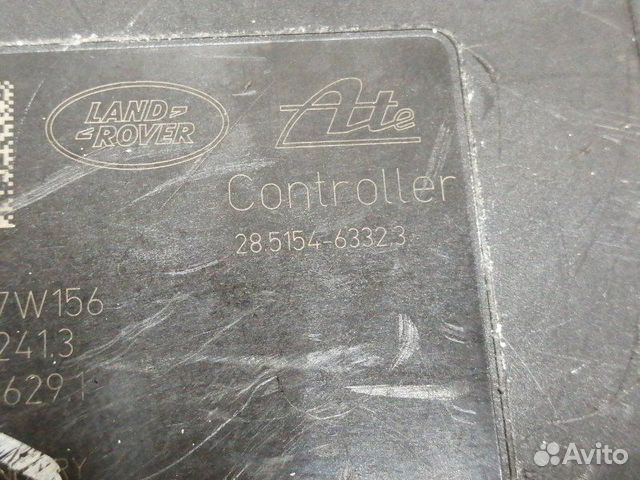 LAND-
-ROVER
Ate
Controller
28.5154-6332.3
7W156
241.3
629.1
Avito